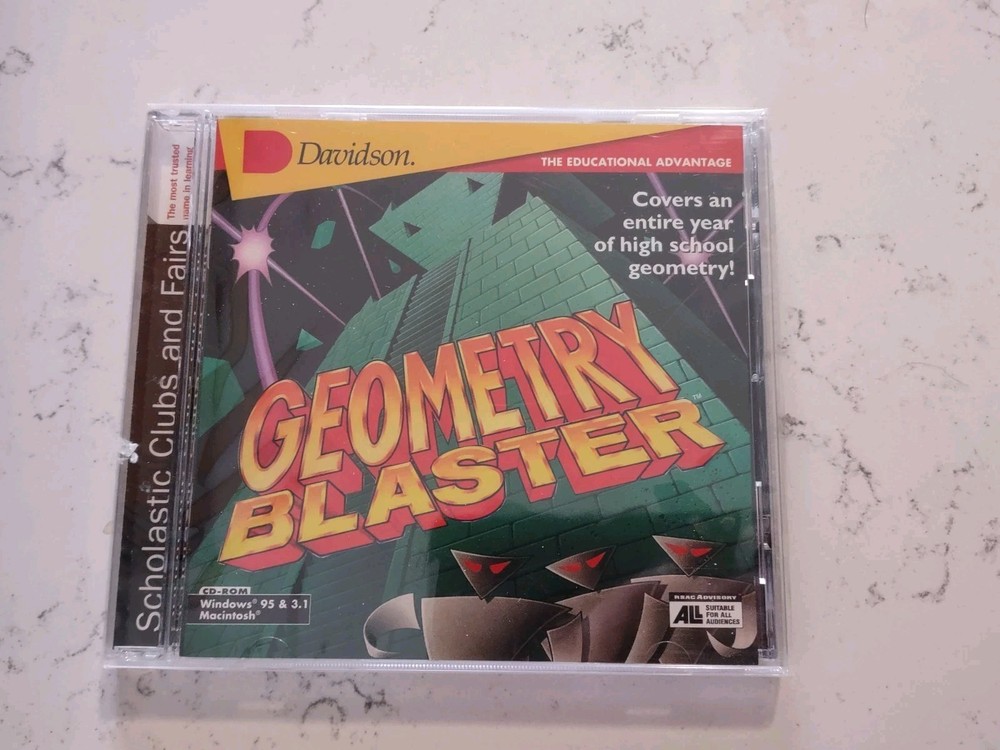 Scholastic Clubs and Fairs
The most trusted
name in learning
Davidson.
THE EDUCATIONAL ADVANTAGE
Covers an
entire year
of high school
geometry!
GEOMETRY
BLASTER™
CD-ROM
Windows® 95 & 3.1
Macintosh®
RSAC ADVISORY
ALL
SUITABLE
FOR ALL
AUDIENCES